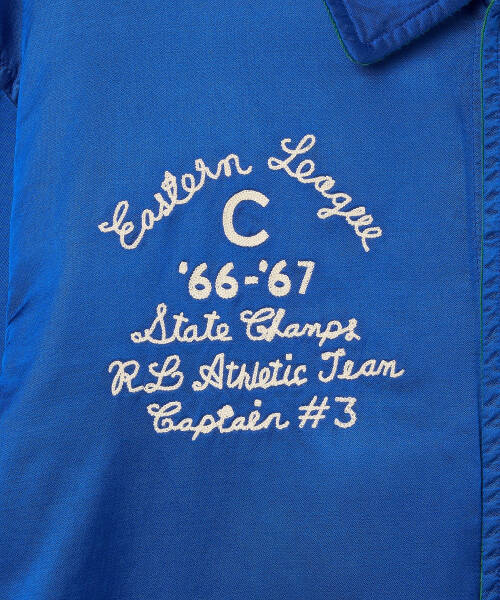 Eastern League
C
'66-'67
State Champs
RL Athletic Team
Captain #3